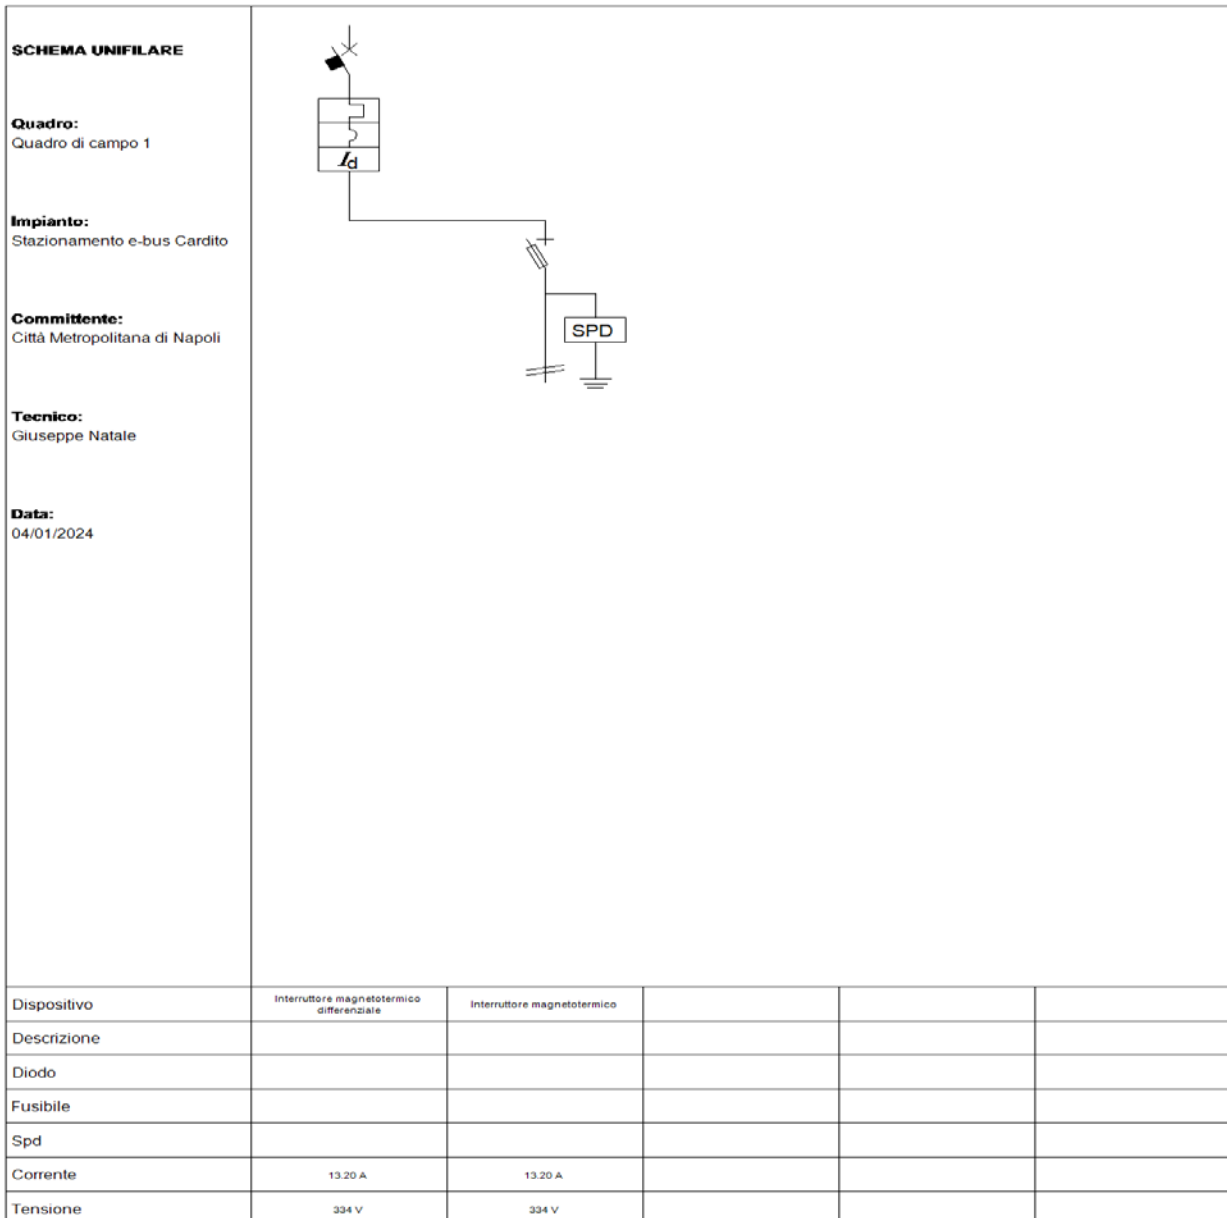 SCHEMA UNIFILARE
Quadro:
Quadro di campo 1
Impianto:
Stazionamento e-bus Cardito
Committente:
Città Metropolitana di Napoli
Tecnico:
Giuseppe Natale
Data:
04/01/2024
Id
SPD
Dispositivo Interruttore magnetotermico differenziale Interruttore magnetotermico
Descrizione
Diodo
Fusibile
Spd
Corrente 13.20 A 13.20 A
Tensione 334 V 334 V